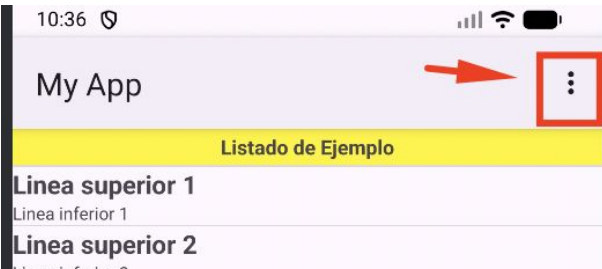 10:36
My App
Listado de Ejemplo
Linea superior 1
Linea inferior 1
Linea superior 2